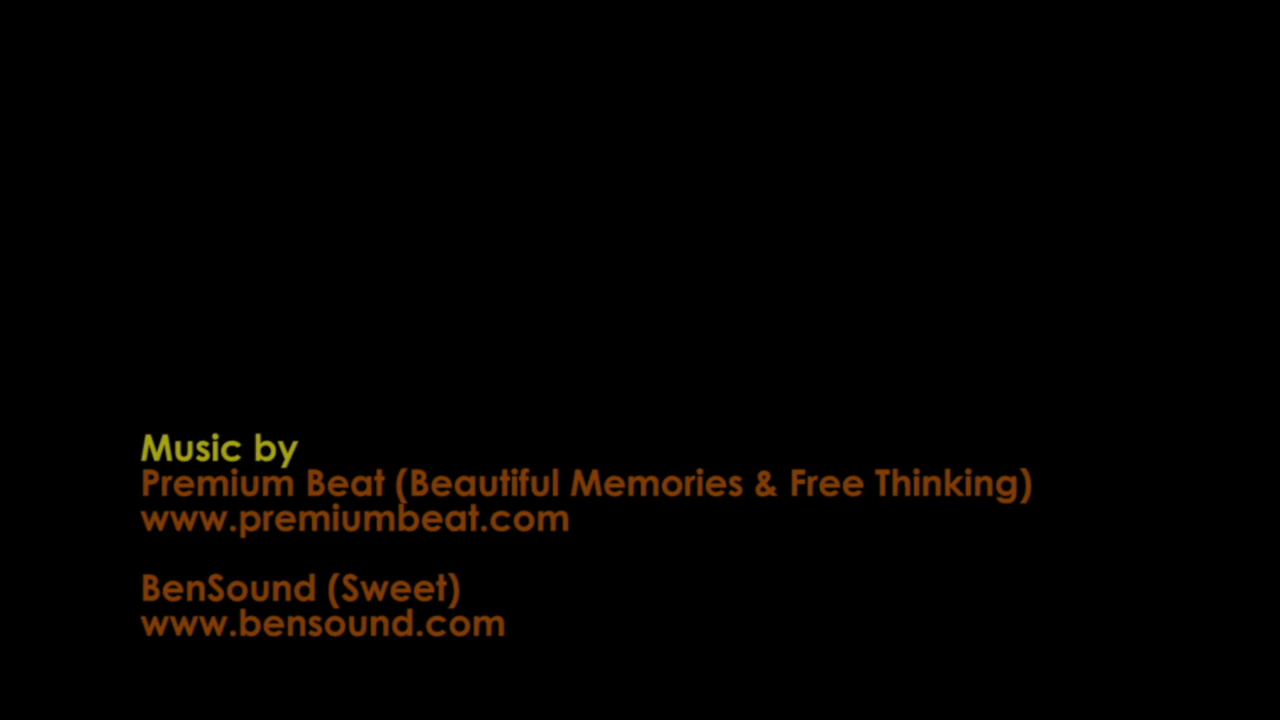 Music by
Premium Beat (Beautiful Memories & Free Thinking)
www.premiumbeat.com
BenSound (Sweet)
www.bensound.com